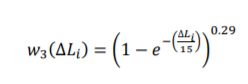 w₃(ΔLᵢ) = (1 − e^{−(ΔLᵢ/15)})^{0.29}